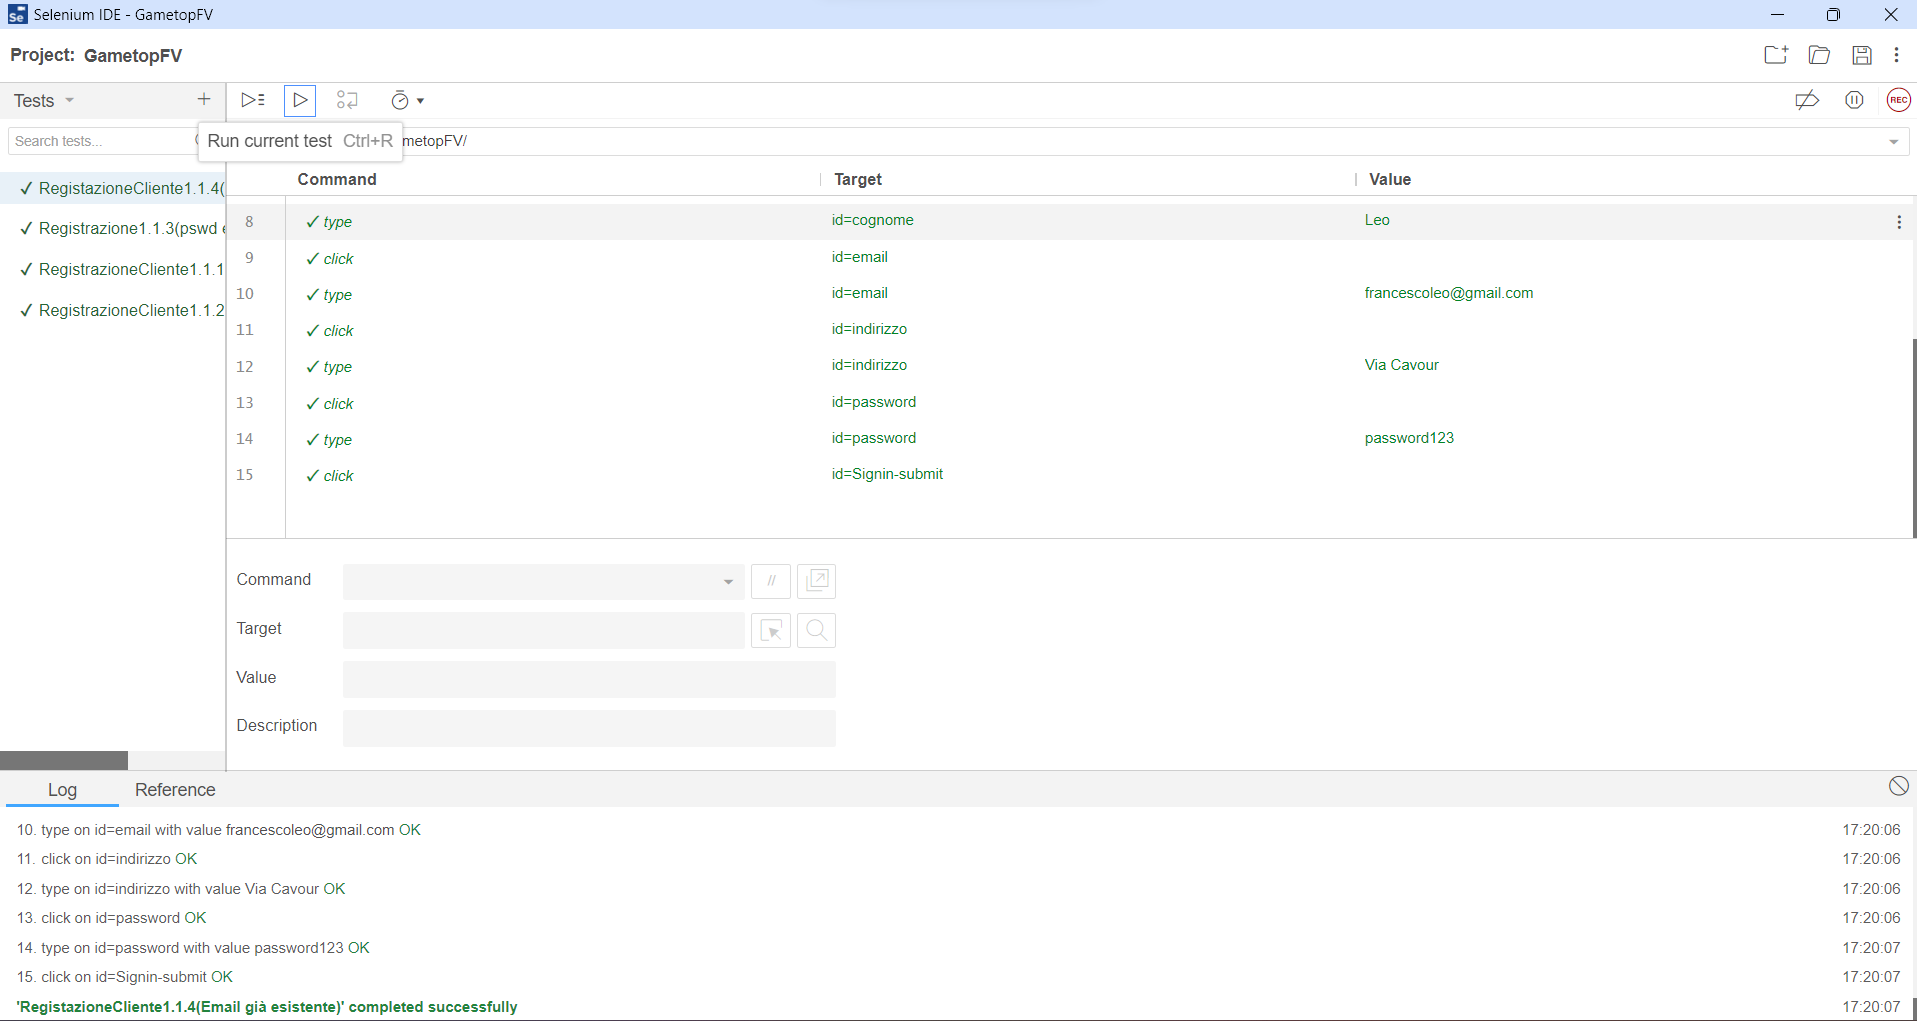 Selenium IDE - GametopFV
Project: GametopFV
Tests
Search tests...
Run current test Ctrl+R
metopFV/
REC
Command Target Value
RegistazioneCliente1.1.4(
Registrazione1.1.3(pswd
RegistrazioneCliente1.1.1
RegistrazioneCliente1.1.2
8 ✓ type id=cognome Leo
9 ✓ click id=email
10 ✓ type id=email francescoleo@gmail.com
11 ✓ click id=indirizzo
12 ✓ type id=indirizzo Via Cavour
13 ✓ click id=password
14 ✓ type id=password password123
15 ✓ click id=Signin-submit
Command //
Target
Value
Description
Log Reference
10. type on id=email with value francescoleo@gmail.com OK 17:20:06
11. click on id=indirizzo OK 17:20:06
12. type on id=indirizzo with value Via Cavour OK 17:20:06
13. click on id=password OK 17:20:06
14. type on id=password with value password123 OK 17:20:07
15. click on id=Signin-submit OK 17:20:07
'RegistazioneCliente1.1.4(Email già esistente)' completed successfully 17:20:07